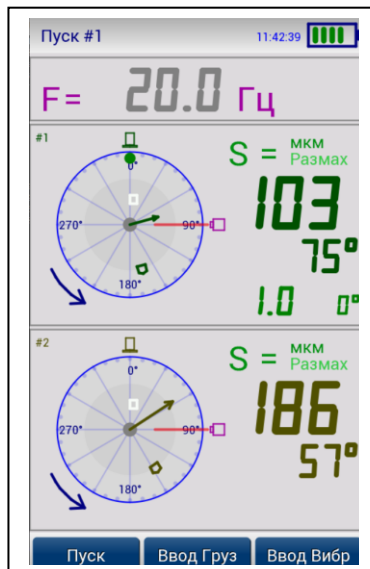 Пуск #1 11:42:39
F= 20.0 Гц
#1
S = мкм
Размах
103
75°
1.0 0°
0°
270° 90°
180°
#2
S = мкм
Размах
186
57°
0°
270° 90°
180°
Пуск Ввод Груз Ввод Вибр